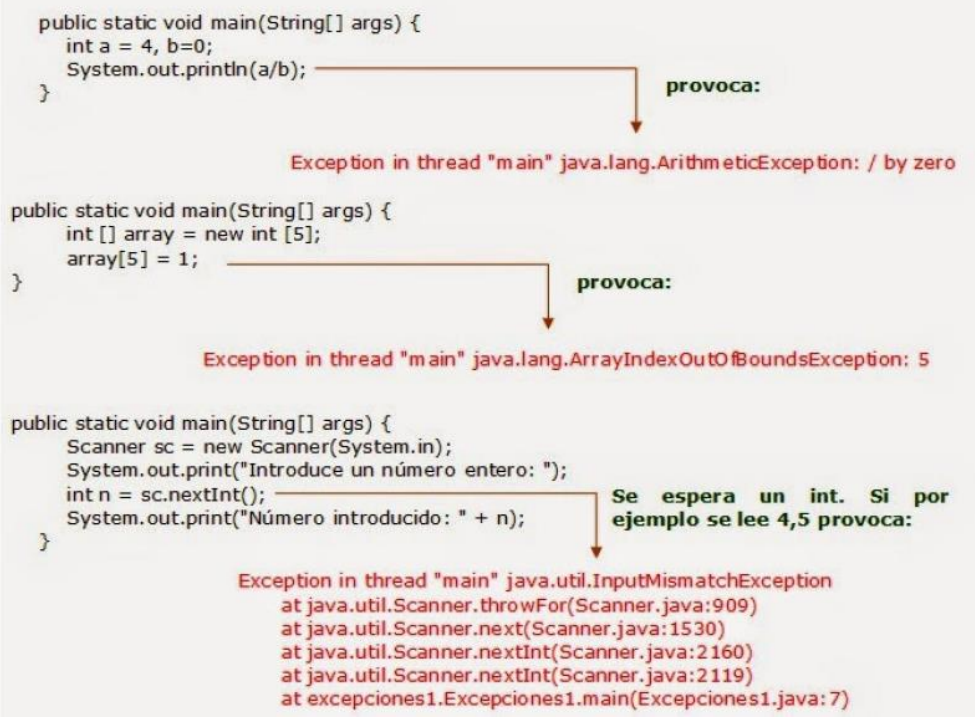 public static void main(String[] args) {
int a = 4, b=0;
System.out.println(a/b);
}
provoca:
Exception in thread "main" java.lang.ArithmeticException: / by zero
public static void main(String[] args) {
int [] array = new int [5];
array[5] = 1;
}
provoca:
Exception in thread "main" java.lang.ArrayIndexOutOfBoundsException: 5
public static void main(String[] args) {
Scanner sc = new Scanner(System.in);
System.out.print("Introduce un número entero: ");
int n = sc.nextInt();
System.out.print("Número introducido: " + n);
}
Se espera un int. Si por
ejemplo se lee 4,5 provoca:
Exception in thread "main" java.util.InputMismatchException
at java.util.Scanner.throwFor(Scanner.java:909)
at java.util.Scanner.next(Scanner.java:1530)
at java.util.Scanner.nextInt(Scanner.java:2160)
at java.util.Scanner.nextInt(Scanner.java:2119)
at excepciones1.Excepciones1.main(Excepciones1.java:7)